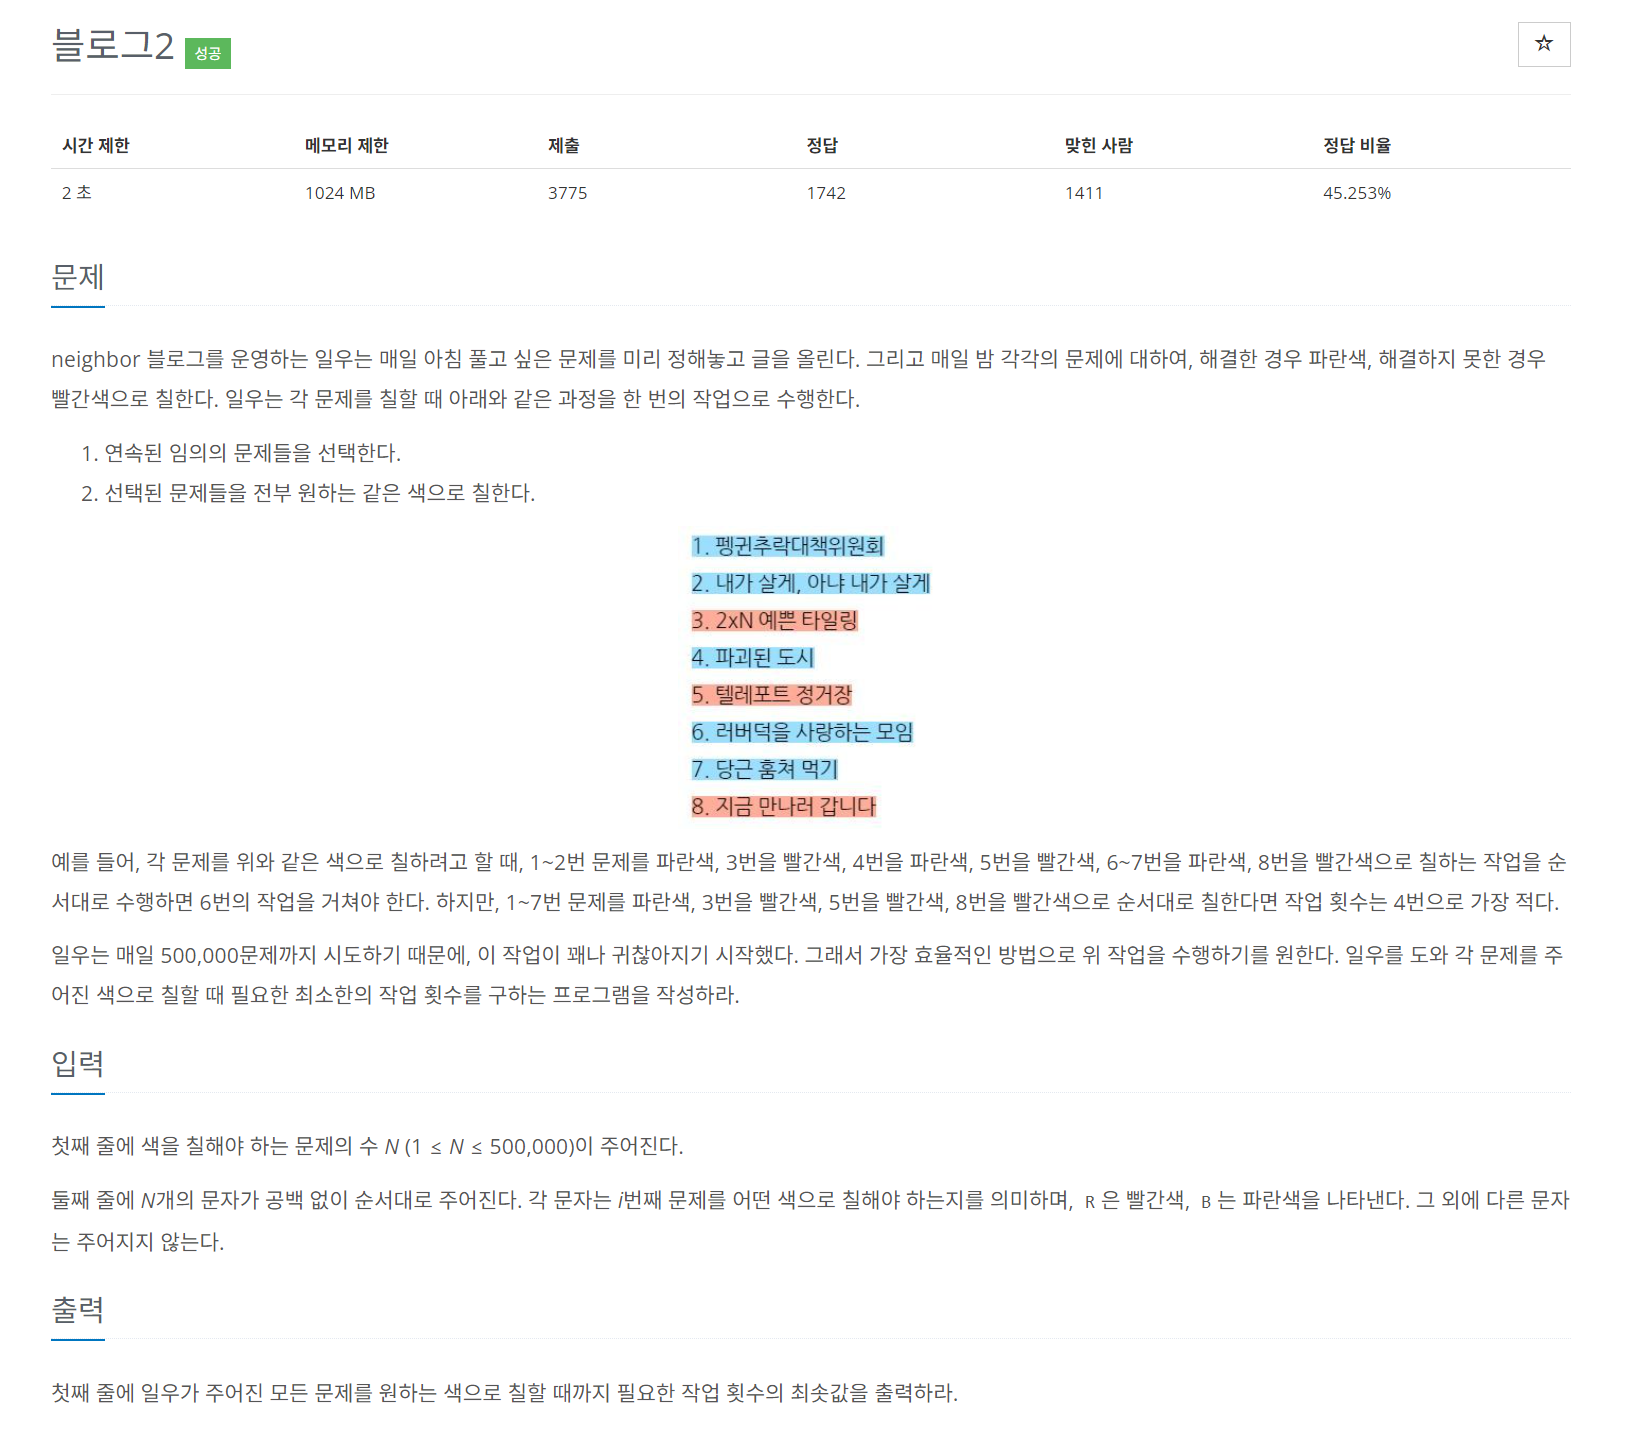 블로그2 성공
☆
시간 제한 메모리 제한 제출 정답 맞힌 사람 정답 비율
2 초 1024 MB 3775 1742 1411 45.253%
문제
neighbor 블로그를 운영하는 일우는 매일 아침 풀고 싶은 문제를 미리 정해놓고 글을 올린다. 그리고 매일 밤 각각의 문제에 대하여, 해결한 경우 파란색, 해결하지 못한 경우
빨간색으로 칠한다. 일우는 각 문제를 칠할 때 아래와 같은 과정을 한 번의 작업으로 수행한다.
1. 연속된 임의의 문제들을 선택한다.
2. 선택된 문제들을 전부 원하는 같은 색으로 칠한다.
1. 펭귄추락대책위원회
2. 내가 살게, 아냐 내가 살게
3. 2xN 예쁜 타일링
4. 파괴된 도시
5. 텔레포트 정거장
6. 러버덕을 사랑하는 모임
7. 당근 훔쳐 먹기
8. 지금 만나러 갑니다
예를 들어, 각 문제를 위와 같은 색으로 칠하려고 할 때, 1~2번 문제를 파란색, 3번을 빨간색, 4번을 파란색, 5번을 빨간색, 6~7번을 파란색, 8번을 빨간색으로 칠하는 작업을 순
서대로 수행하면 6번의 작업을 거쳐야 한다. 하지만, 1~7번 문제를 파란색, 3번을 빨간색, 5번을 빨간색, 8번을 빨간색으로 순서대로 칠한다면 작업 횟수는 4번으로 가장 적다.
일우는 매일 500,000문제까지 시도하기 때문에, 이 작업이 꽤나 귀찮아지기 시작했다. 그래서 가장 효율적인 방법으로 위 작업을 수행하기를 원한다. 일우를 도와 각 문제를 주
어진 색으로 칠할 때 필요한 최소한의 작업 횟수를 구하는 프로그램을 작성하라.
입력
첫째 줄에 색을 칠해야 하는 문제의 수 N (1 ≤ N ≤ 500,000)이 주어진다.
둘째 줄에 N개의 문자가 공백 없이 순서대로 주어진다. 각 문자는 i번째 문제를 어떤 색으로 칠해야 하는지를 의미하며, R 은 빨간색, B 는 파란색을 나타낸다. 그 외에 다른 문자
는 주어지지 않는다.
출력
첫째 줄에 일우가 주어진 모든 문제를 원하는 색으로 칠할 때까지 필요한 작업 횟수의 최솟값을 출력하라.